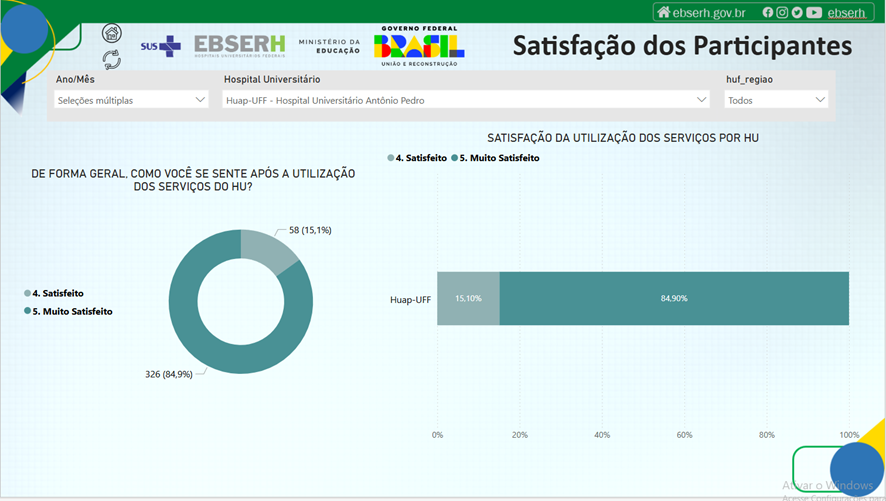 ebserh.gov.br ebserh
SUS
EBSERH
HOSPITAIS UNIVERSITÁRIOS FEDERAIS
MINISTÉRIO DA
EDUCAÇÃO
GOVERNO FEDERAL
BRASIL
UNIÃO E RECONSTRUÇÃO
Satisfação dos Participantes
Ano/Mês
Seleções múltiplas
Hospital Universitário
Huap-UFF - Hospital Universitário Antônio Pedro
huf_regiao
Todos
DE FORMA GERAL, COMO VOCÊ SE SENTE APÓS A UTILIZAÇÃO
DOS SERVIÇOS DO HU?
58 (15,1%)
4. Satisfeito
5. Muito Satisfeito
326 (84,9%)
SATISFAÇÃO DA UTILIZAÇÃO DOS SERVIÇOS POR HU
4. Satisfeito 5. Muito Satisfeito
Huap-UFF 15,10% 84,90%
0% 20% 40% 60% 80% 100%
Ativar o Windows
Acesse Configurações para